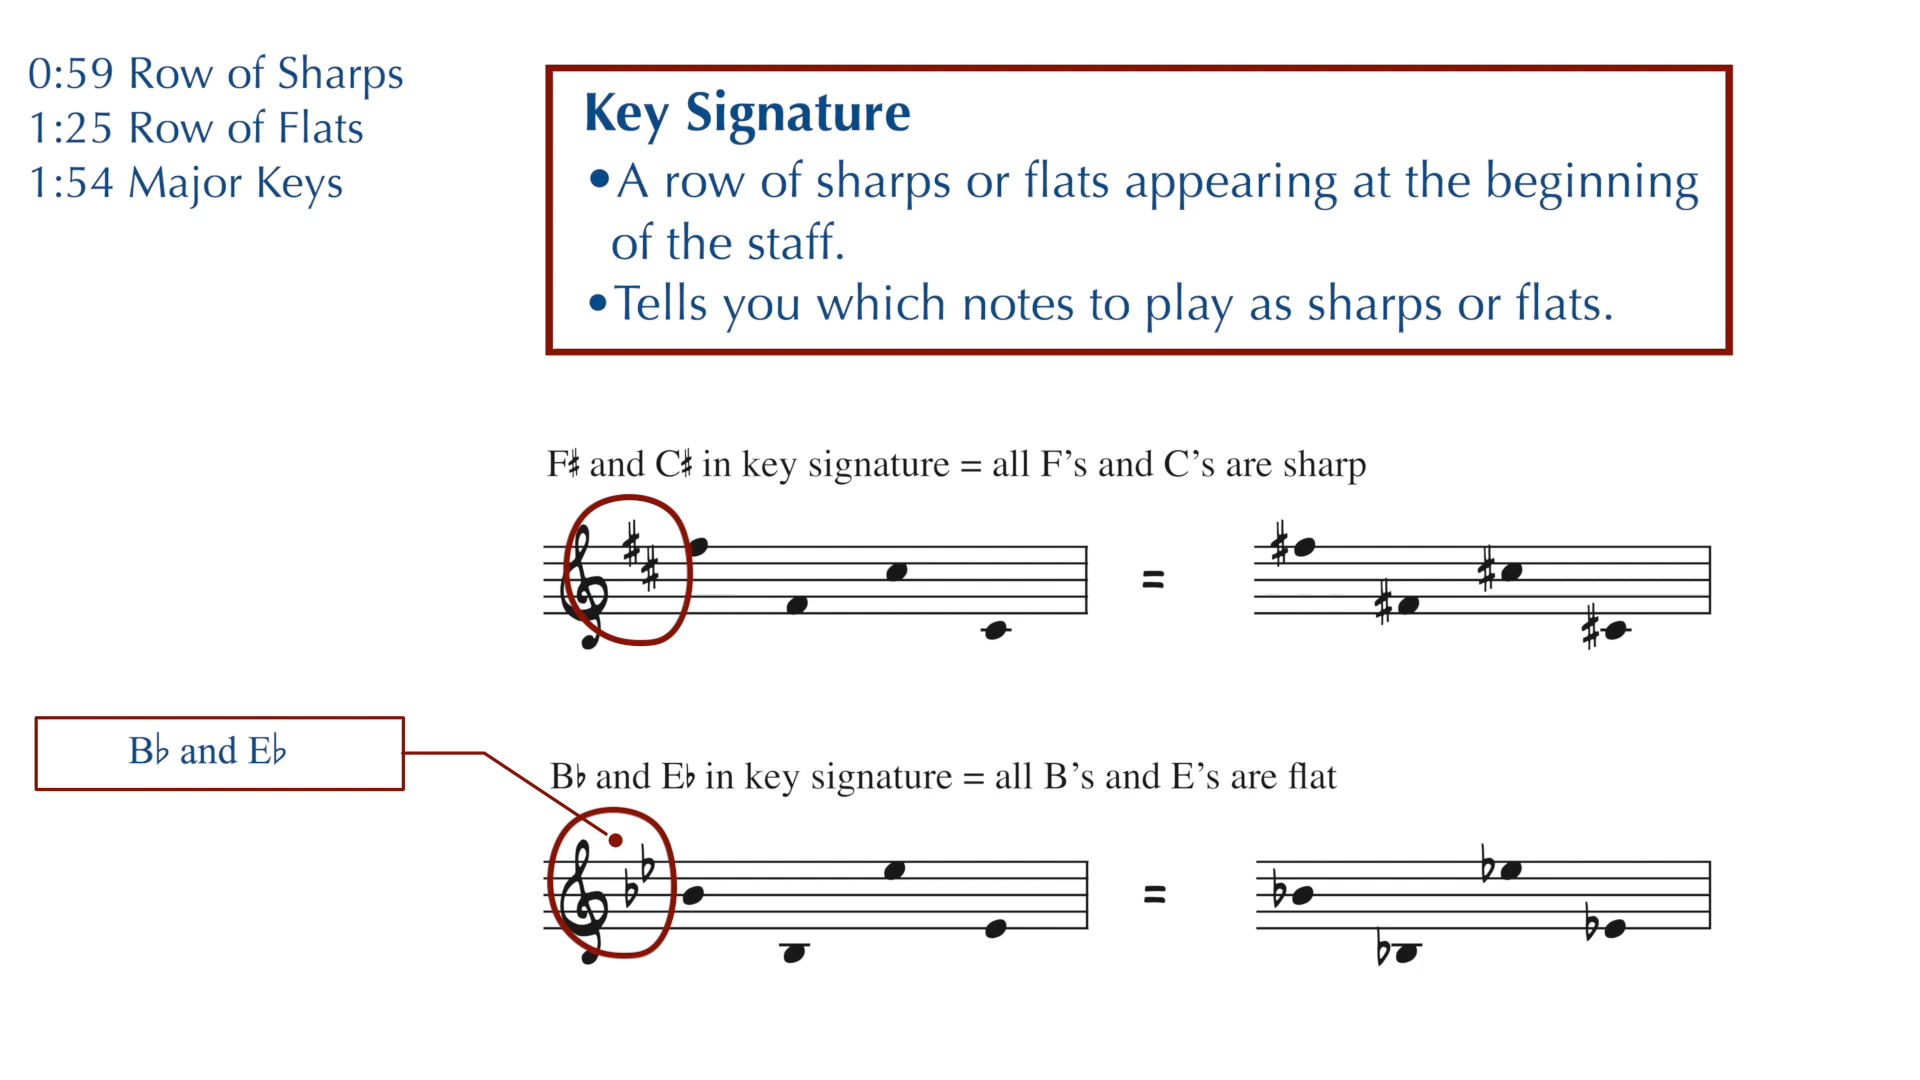 0:59 Row of Sharps
1:25 Row of Flats
1:54 Major Keys
Key Signature
•A row of sharps or flats appearing at the beginning
of the staff.
•Tells you which notes to play as sharps or flats.
F♯ and C♯ in key signature = all F’s and C’s are sharp
=
B♭ and E♭
B♭ and E♭ in key signature = all B’s and E’s are flat
=